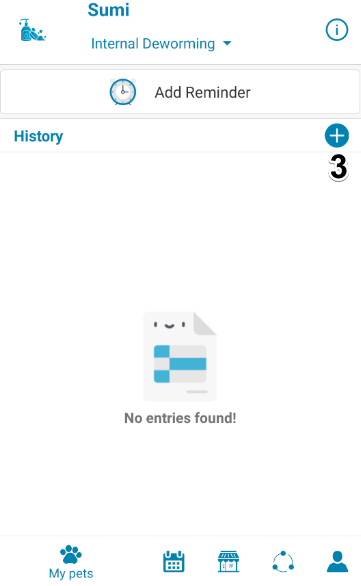 Sumi
Internal Deworming
Add Reminder
History
3
No entries found!
My pets